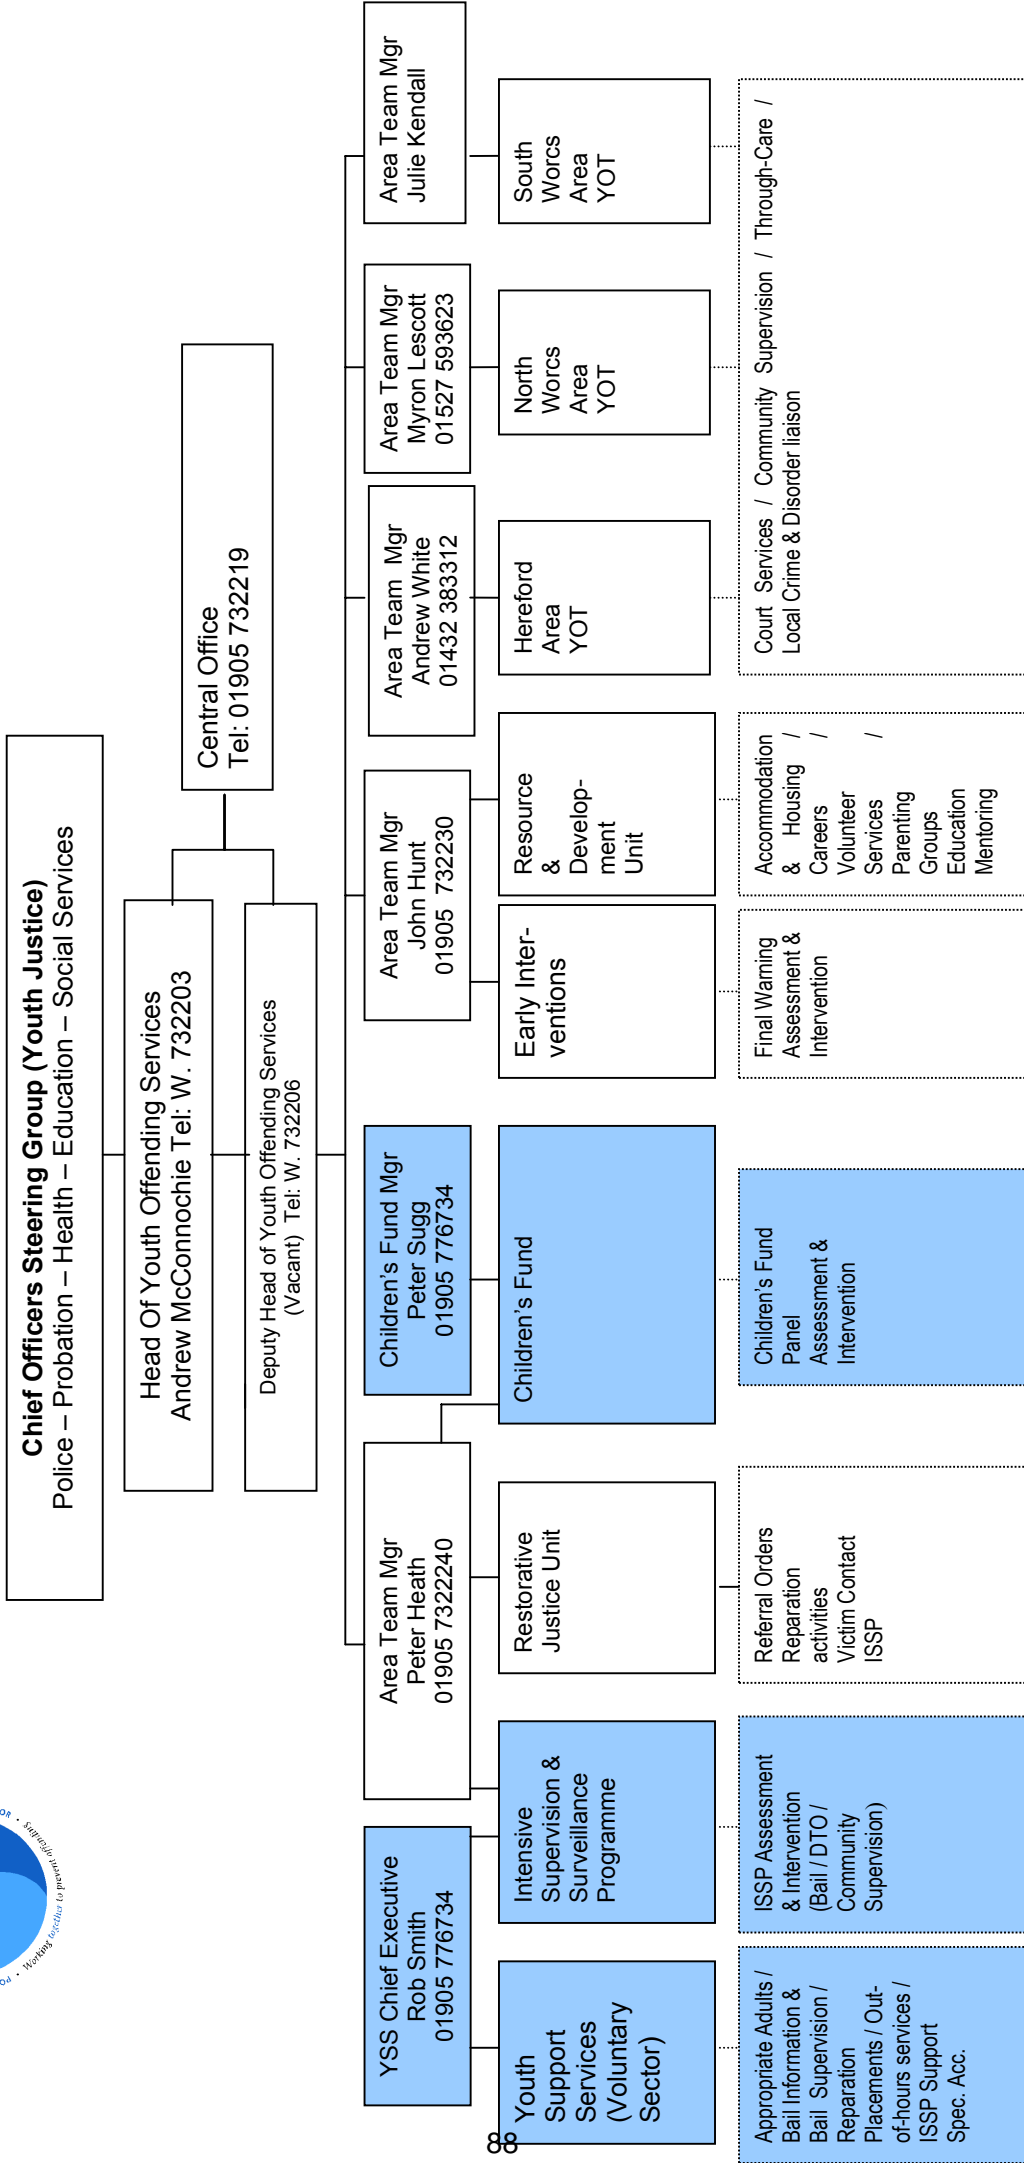 Chief Officers Steering Group (Youth Justice)
Police – Probation – Health – Education – Social Services
Head Of Youth Offending Services
Andrew McConnochie Tel: W. 732203
Deputy Head of Youth Offending Services
(Vacant) Tel: W. 732206
Central Office
Tel: 01905 732219
YSS Chief Executive
Rob Smith
01905 776734
Area Team Mgr
Peter Heath
01905 7322240
Children's Fund Mgr
Peter Sugg
01905 776734
Area Team Mgr
John Hunt
01905 732230
Area Team Mgr
Andrew White
01432 383312
Area Team Mgr
Myron Lescott
01527 593623
Area Team Mgr
Julie Kendall
Youth
Support
Services
(Voluntary
Sector)
Intensive
Supervision &
Surveillance
Programme
Restorative
Justice Unit
Children's Fund
Early Inter-
ventions
Resource
&
Develop-
ment
Unit
Hereford
Area
YOT
North
Worcs
Area
YOT
South
Worcs
Area
YOT
Appropriate Adults /
Bail Information &
Bail Supervision /
Reparation
Placements / Out-
of-hours services /
ISSP Support
Spec. Acc.
ISSP Assessment
& Intervention
(Bail / DTO /
Community
Supervision)
Referral Orders
Reparation
activities
Victim Contact
ISSP
Children's Fund
Panel
Assessment &
Intervention
Final Warning
Assessment &
Intervention
Accommodation
& Housing /
Careers /
Volunteer
Services /
Parenting
Groups
Education
Mentoring
Court Services / Community Supervision / Through-Care /
Local Crime & Disorder liaison
• Working together to prevent offending •
88